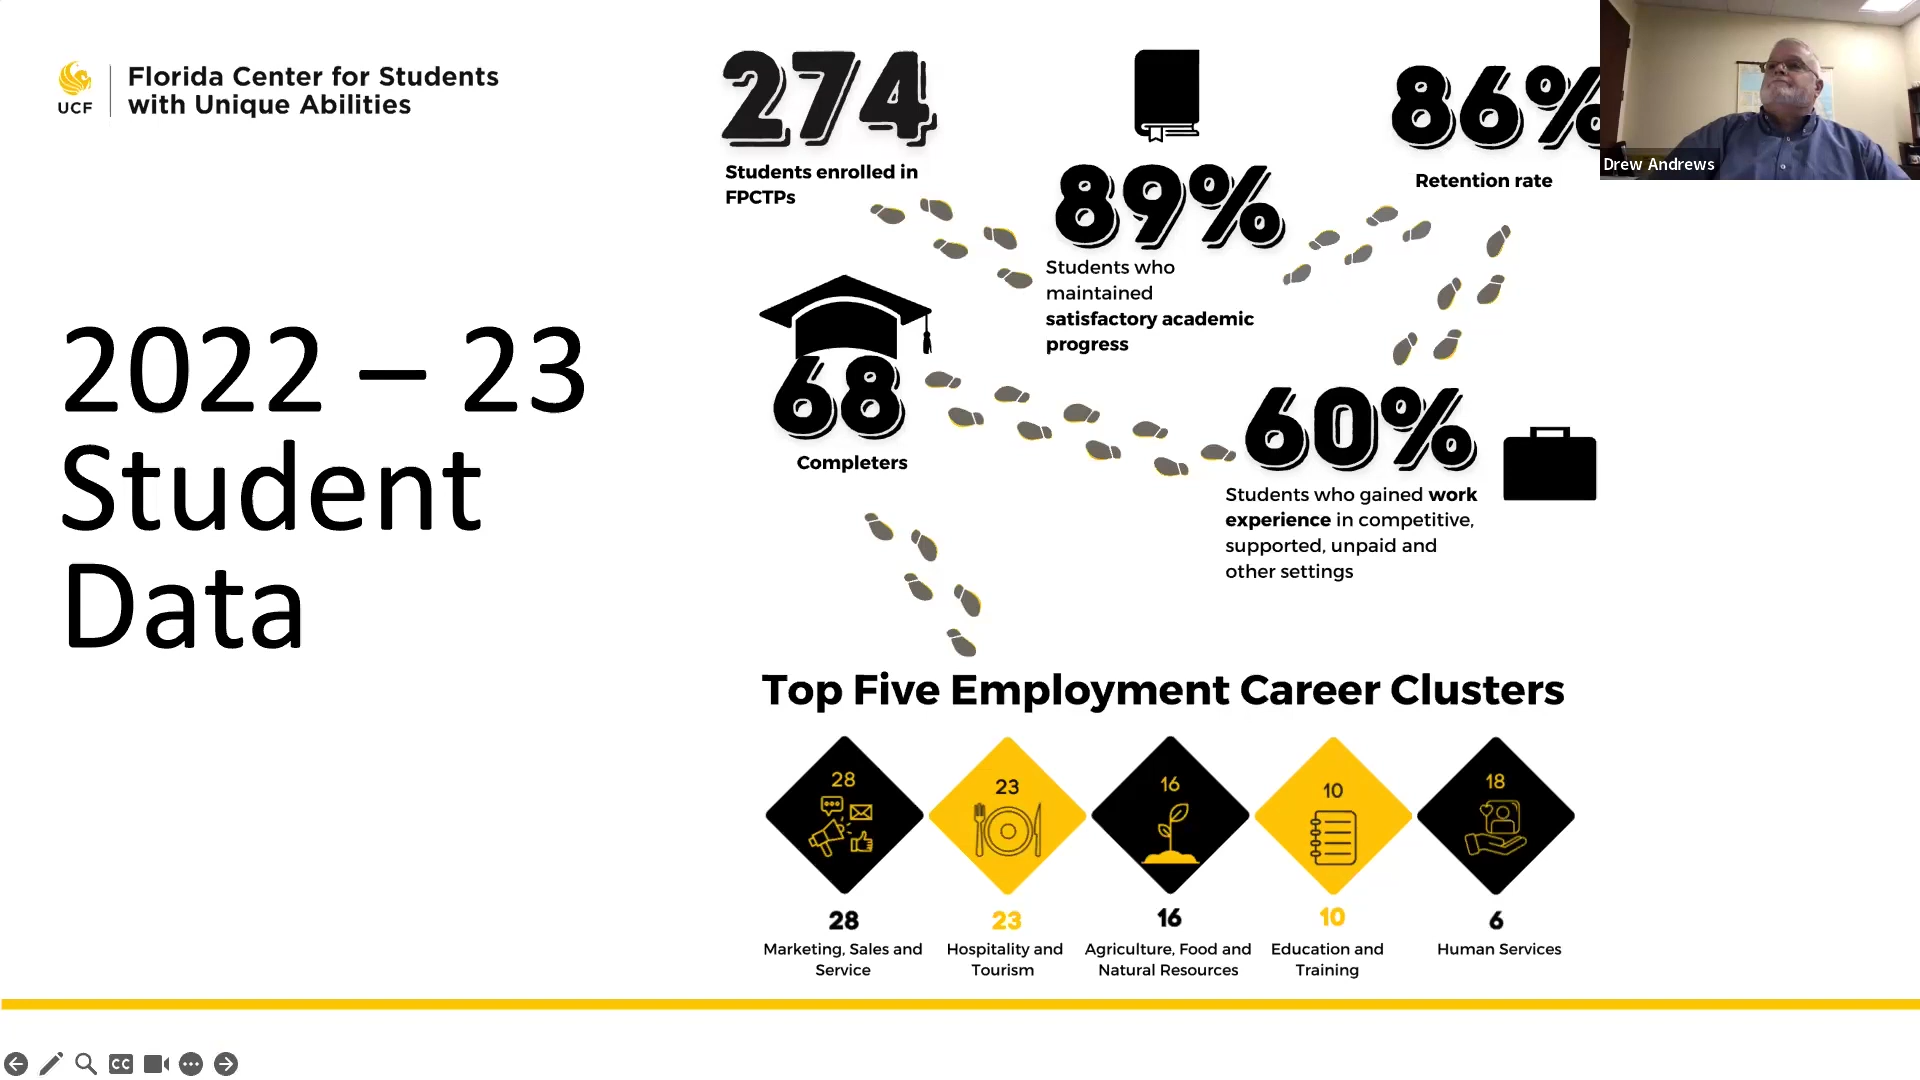 UCF
Florida Center for Students
with Unique Abilities
2022 – 23
Student
Data
274
Students enrolled in
FPCTPs
89%
Students who
maintained
satisfactory academic
progress
86%
Retention rate
Drew Andrews
68
Completers
60%
Students who gained work
experience in competitive,
supported, unpaid and
other settings
Top Five Employment Career Clusters
28
23
16
10
18
28
Marketing, Sales and
Service
23
Hospitality and
Tourism
16
Agriculture, Food and
Natural Resources
10
Education and
Training
6
Human Services
CC